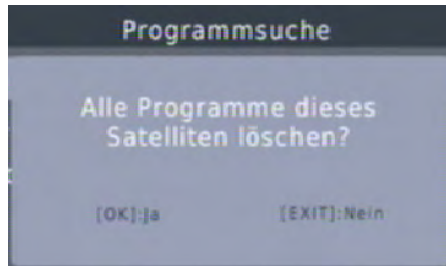 Programmsuche
Alle Programme dieses
Satelliten löschen?
[OK]:Ja [EXIT]:Nein